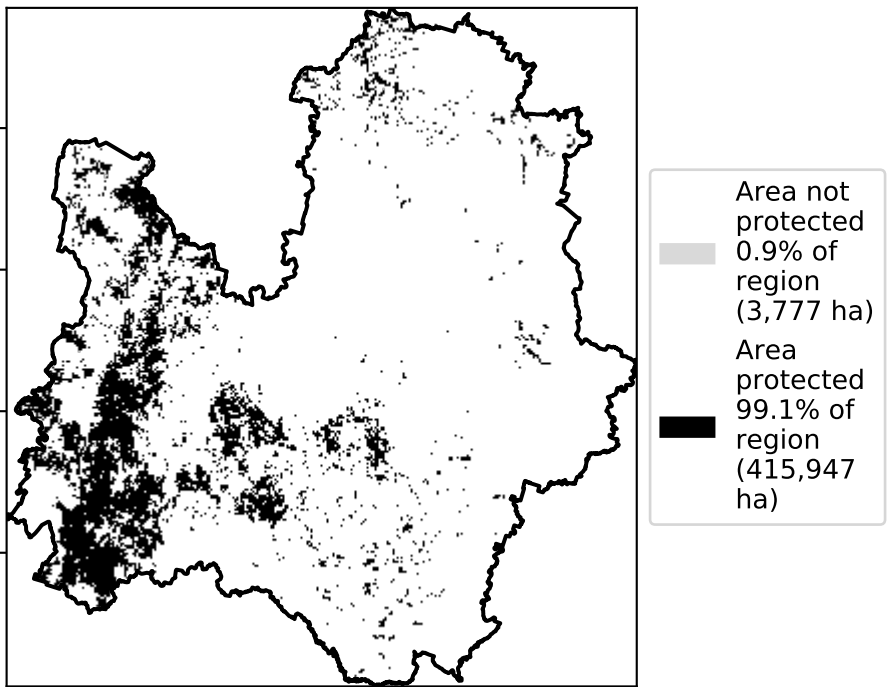 Area not
protected
0.9% of
region
(3,777 ha)
Area
protected
99.1% of
region
(415,947
ha)